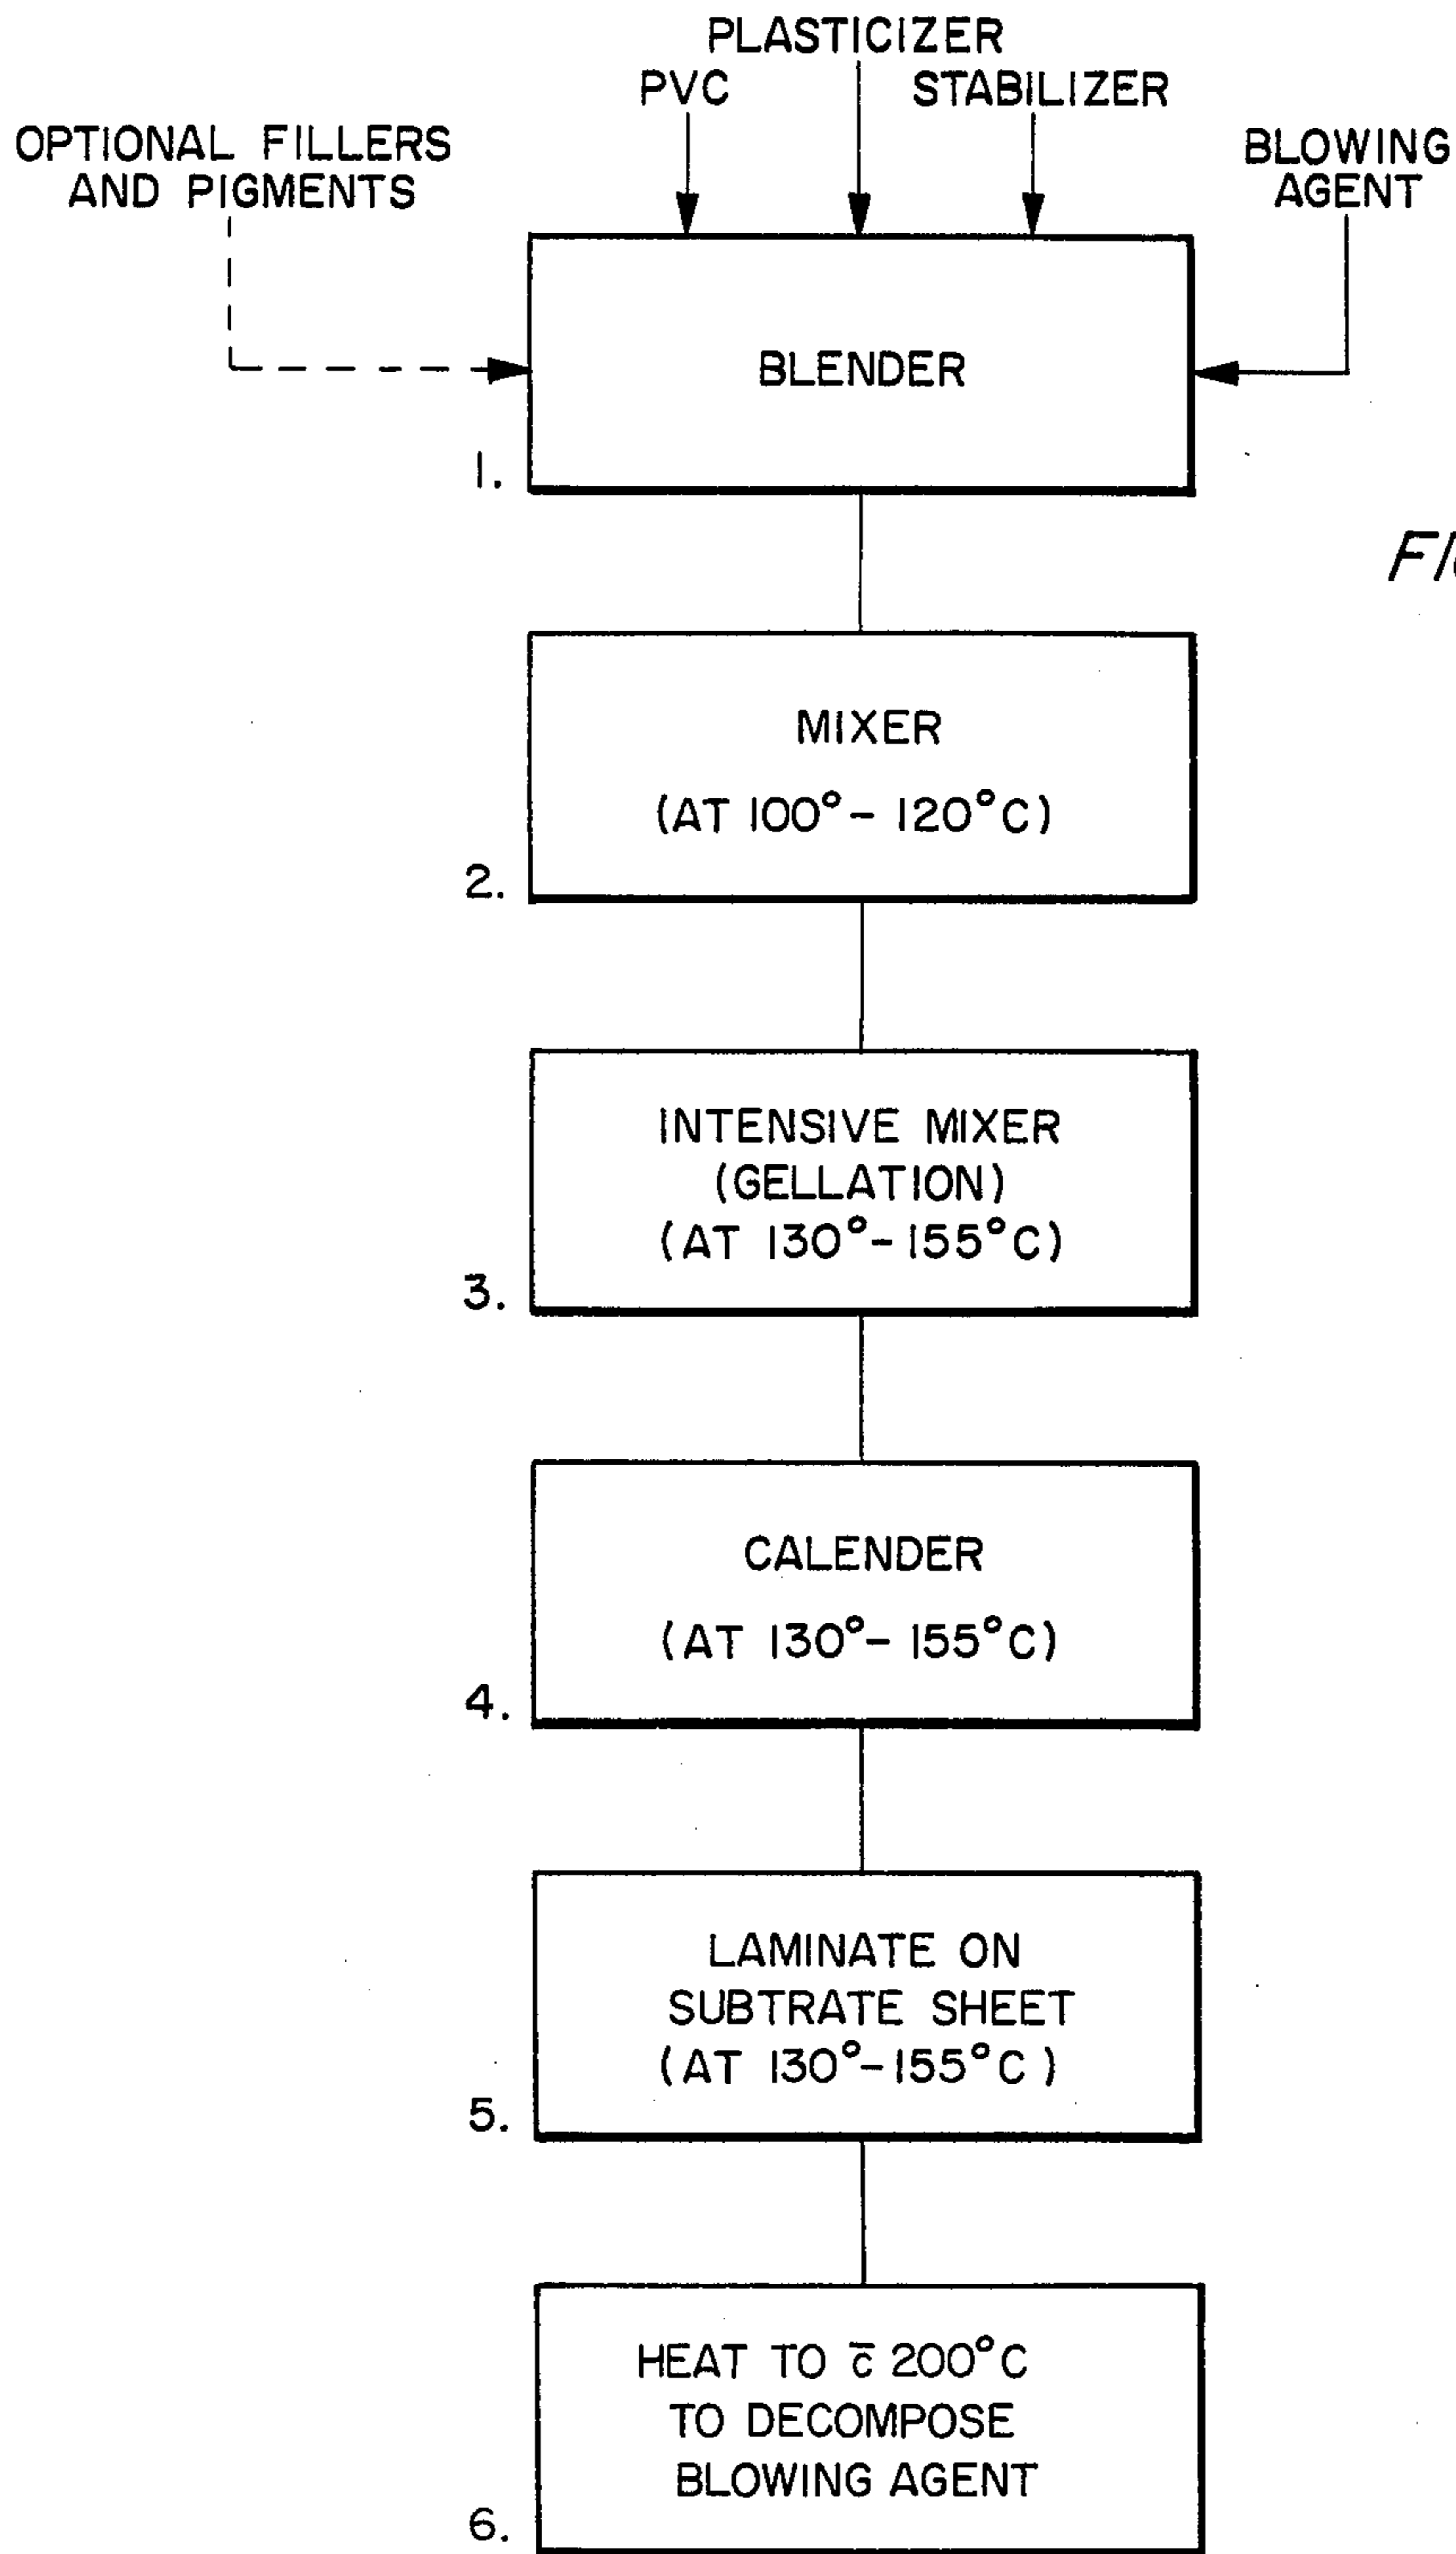 PLASTICIZER
PVC
STABILIZER
OPTIONAL FILLERS
AND PIGMENTS
BLOWING
AGENT
BLENDER
1.
MIXER
(AT 100°- 120°C)
2.
INTENSIVE MIXER
(GELLATION)
(AT 130°- 155°C)
3.
CALENDER
(AT 130°- 155°C)
4.
LAMINATE ON
SUBTRATE SHEET
(AT 130°-155°C)
5.
HEAT TO c̅ 200°C
TO DECOMPOSE
BLOWING AGENT
6.